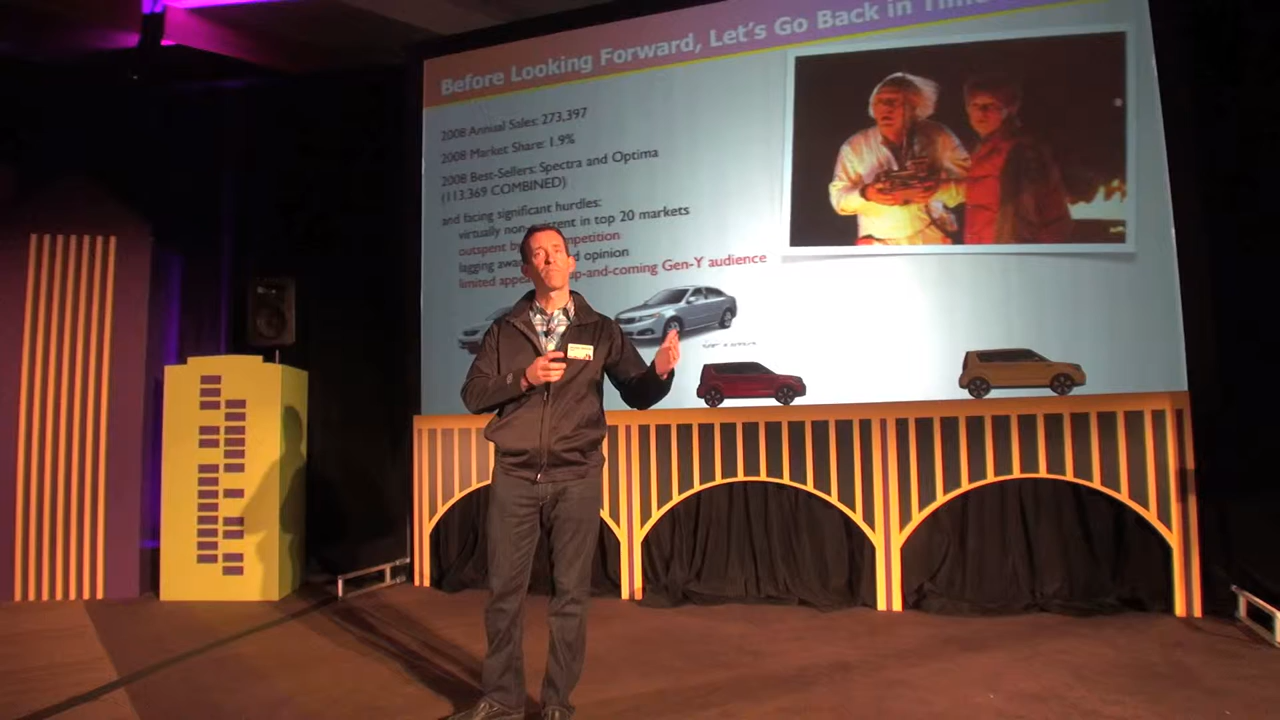 Before Looking Forward, Let's Go Back in Time
2008 Annual Sales: 273,397
2008 Market Share: 1.9%
2008 Best-Sellers: Spectra and Optima
(113,369 COMBINED)
and facing significant hurdles:
virtually non-existent in top 20 markets
outspent by competition
lagging opinion
limited up-and-coming Gen-Y audience